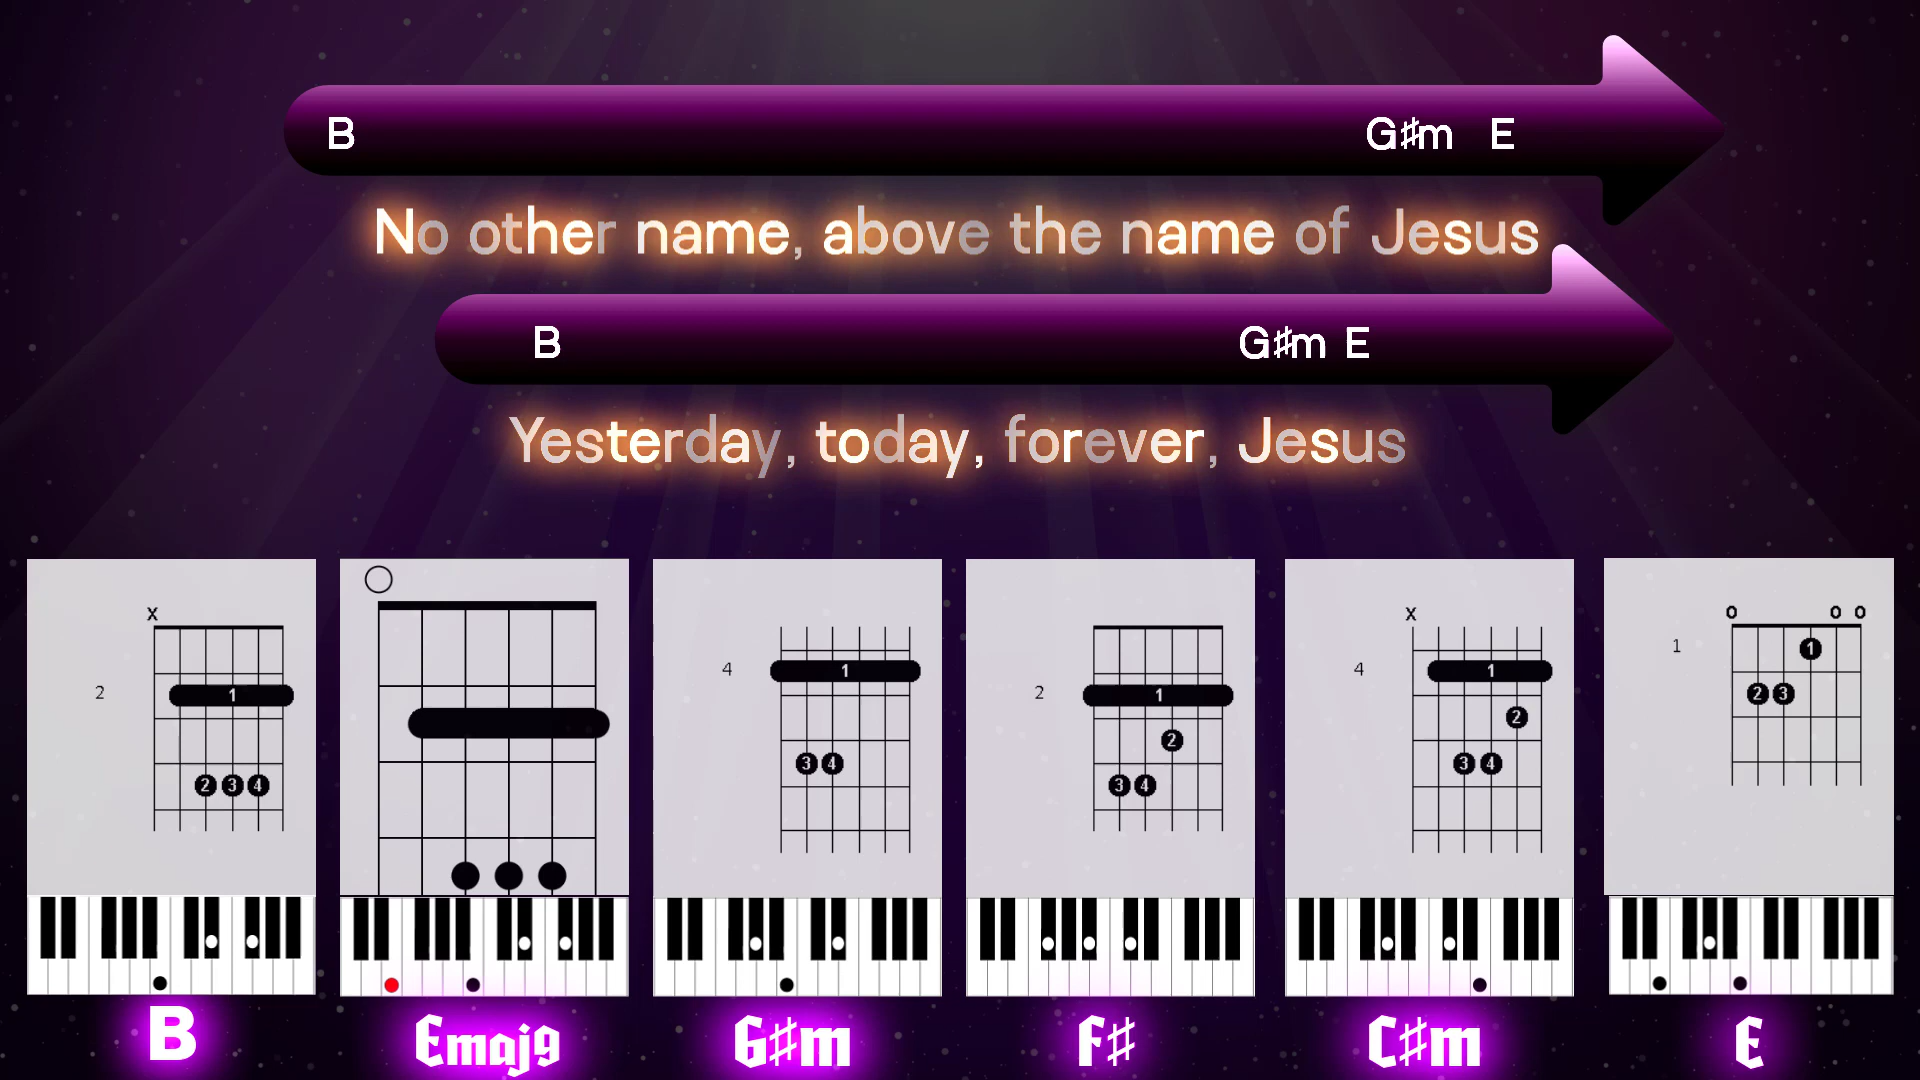 B G♯m E
No other name, above the name of Jesus
B G♯m E
Yesterday, today, forever, Jesus
x
2
1
2 3 4
4
1
3 4
2
1
2
3 4
x
4
1
2
3 4
o o o
1
1
2 3
B Emaj9 G♯m F♯ C♯m E